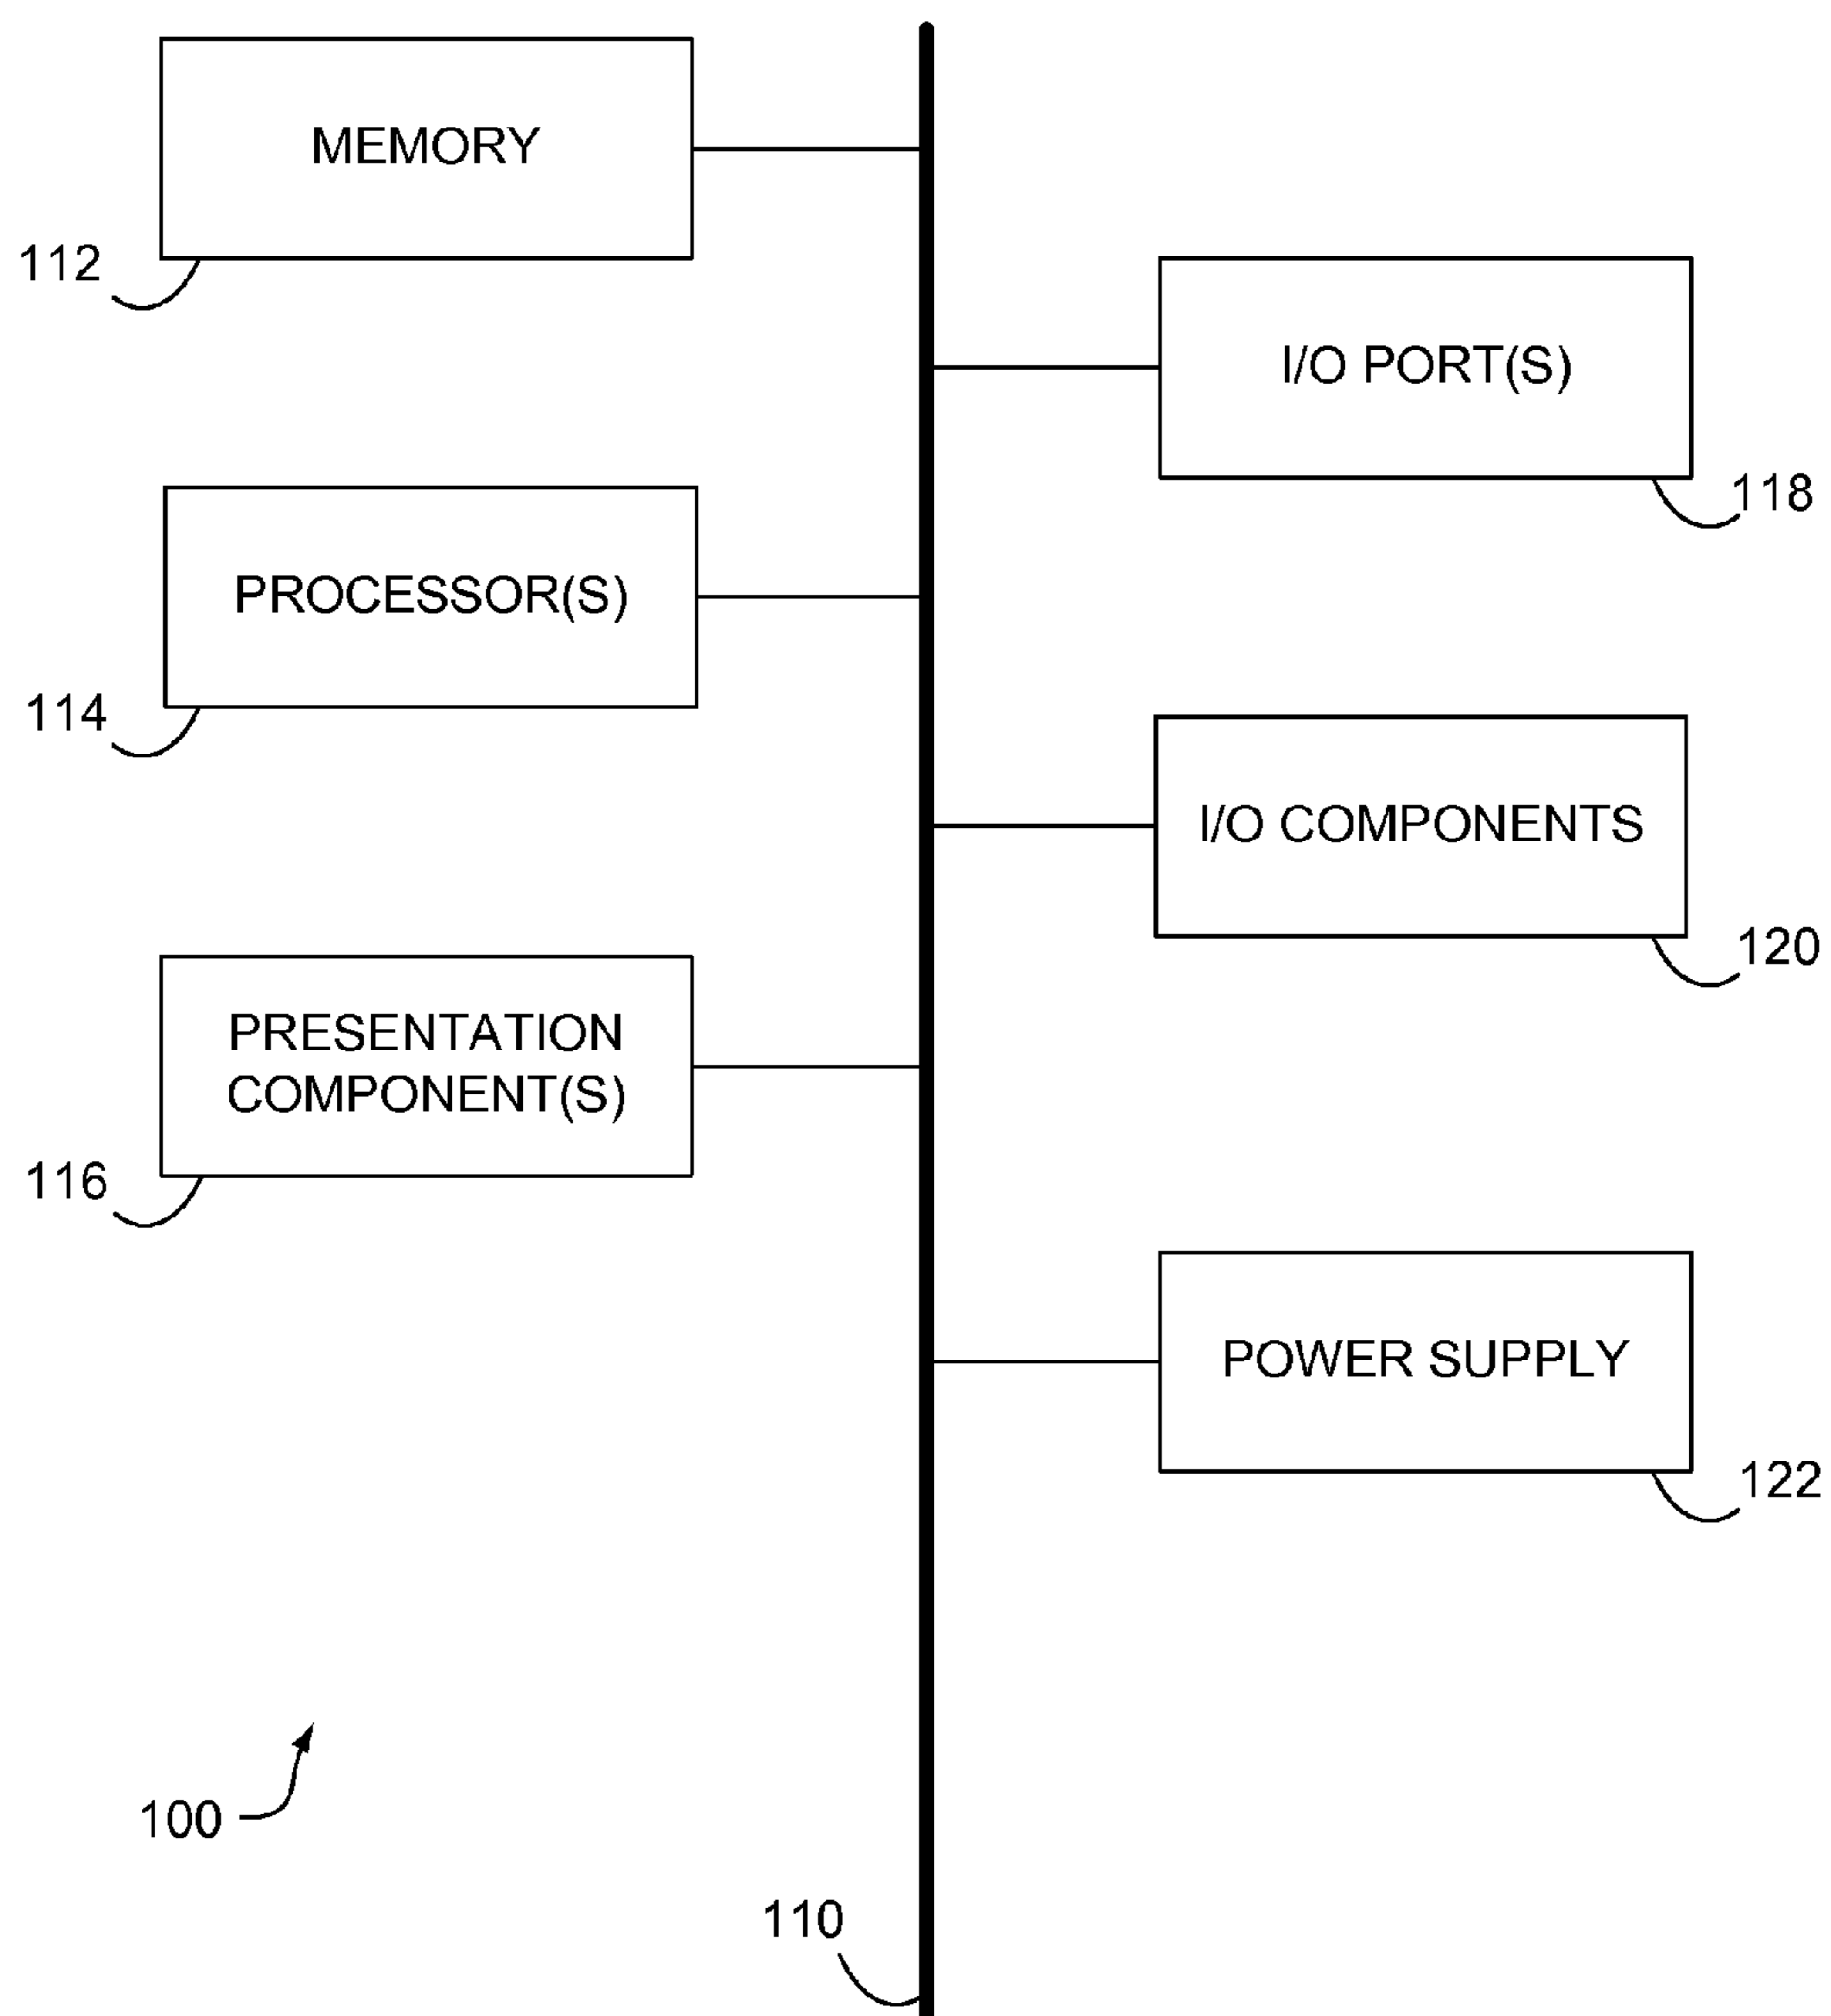 MEMORY
112
I/O PORT(S)
118
PROCESSOR(S)
114
I/O COMPONENTS
120
PRESENTATION
COMPONENT(S)
116
POWER SUPPLY
122
100
110